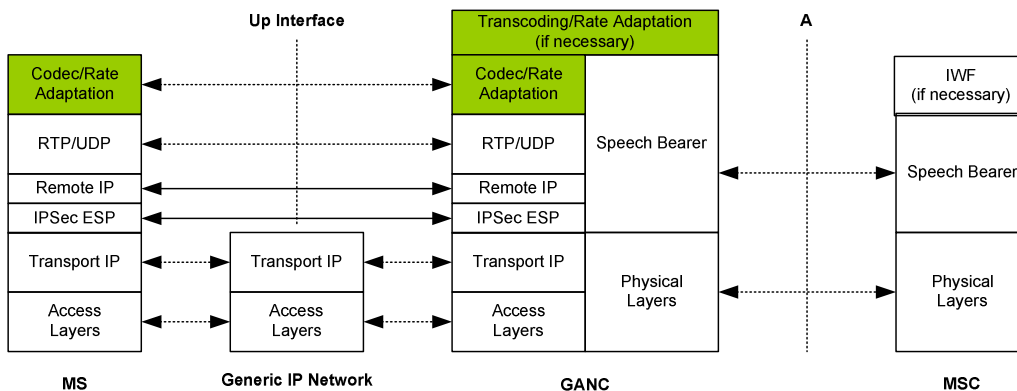 Up Interface
Transcoding/Rate Adaptation
(if necessary)
A
Codec/Rate
Adaptation
Codec/Rate
Adaptation
IWF
(if necessary)
RTP/UDP
RTP/UDP
Speech Bearer
Speech Bearer
Remote IP
Remote IP
IPSec ESP
IPSec ESP
Transport IP
Transport IP
Transport IP
Physical
Layers
Physical
Layers
Access
Layers
Access
Layers
Access
Layers
MS
Generic IP Network
GANC
MSC